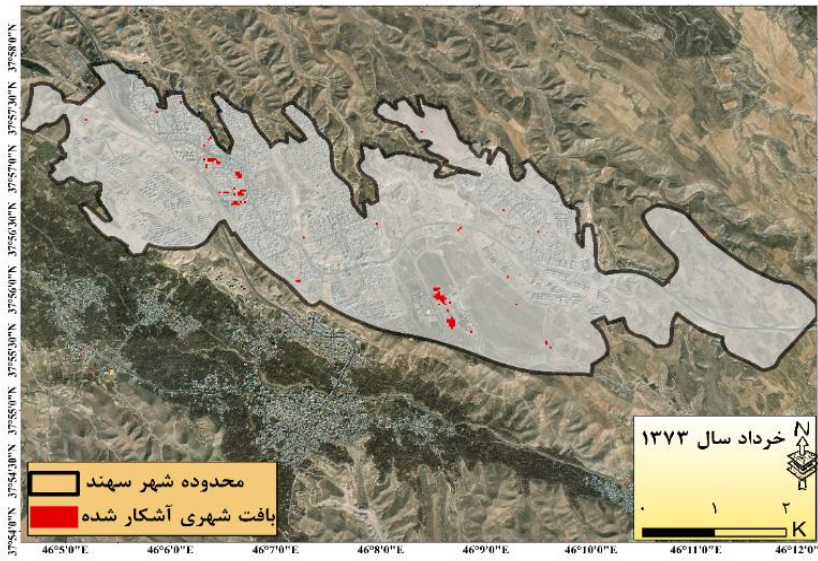 37°58'0"N
37°57'30"N
37°57'0"N
37°56'30"N
37°56'0"N
37°55'30"N
37°55'0"N
37°54'30"N
37°54'0"N
خرداد سال ۱۳۷۳
N
۰ ۱ ۲
K
محدوده شهر سهند
بافت شهری آشکار شده
46°5'0"E 46°6'0"E 46°7'0"E 46°8'0"E 46°9'0"E 46°10'0"E 46°11'0"E 46°12'0"